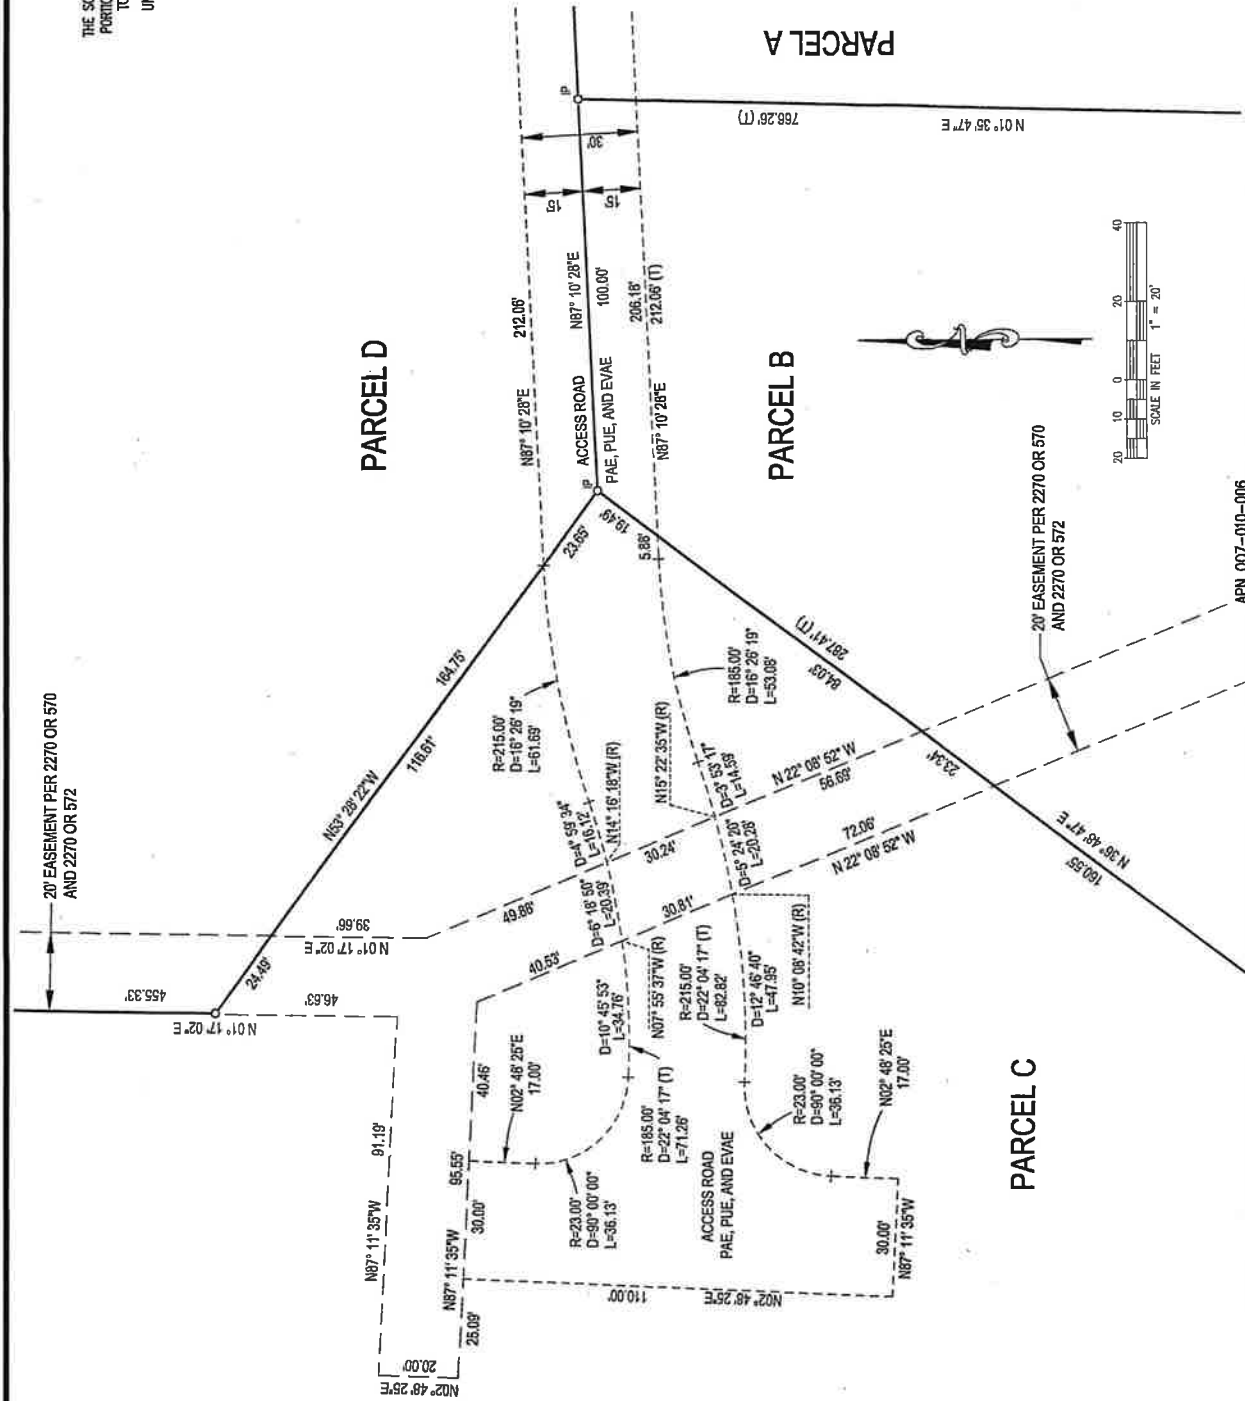 THE SO
PORTIO
TO
UN
PARCEL A
PARCEL D
PARCEL B
PARCEL C
20' EASEMENT PER 2270 OR 570
AND 2270 OR 572
N 01° 17' 02" E
455.33'
24.49'
46.63'
N 01° 17' 02" E
39.66'
N53° 28' 22"W
116.61'
164.75'
23.65'
IP
IP
212.06'
N87° 10' 28"E
15'
15'
30'
N87° 10' 28"E
100.00'
ACCESS ROAD
PAE, PUE, AND EVAE
206.18'
212.06' (T)
N87° 10' 28"E
766.26' (T)
N 01° 35' 47" E
19.49'
5.88'
287.41' (T)
84.03'
23.34'
N 36° 48' 47" E
160.55'
R=215.00'
D=16° 26' 19"
L=61.69'
R=185.00'
D=16° 26' 19"
L=53.08'
D=4° 59' 34"
L=16.12'
N14° 16' 18"W (R)
N15° 22' 35"W (R)
D=3° 53' 17"
L=14.59'
N 22° 08' 52" W
56.69'
72.06'
N 22° 08' 52" W
30.24'
49.88'
D=6° 18' 50"
L=20.39'
30.81'
40.53'
D=5° 24' 20"
L=20.28'
N07° 55' 37"W (R)
N10° 08' 42"W (R)
D=10° 45' 53"
L=34.76'
R=215.00'
D=22° 04' 17" (T)
L=82.82'
D=12° 46' 40"
L=47.95'
R=185.00'
D=22° 04' 17" (T)
L=71.26'
R=23.00'
D=90° 00' 00"
L=36.13'
R=23.00'
D=90° 00' 00"
L=36.13'
N02° 48' 25"E
17.00'
N02° 48' 25"E
17.00'
40.46'
95.55'
30.00'
N87° 11' 35"W
25.09'
91.19'
N87° 11' 35"W
20.00'
N02° 48' 25"E
110.00'
N02° 48' 25"E
30.00'
N87° 11' 35"W
ACCESS ROAD
PAE, PUE, AND EVAE
20' EASEMENT PER 2270 OR 570
AND 2270 OR 572
APN 007-010-006
20 10 0 20 40
SCALE IN FEET 1" = 20'
N